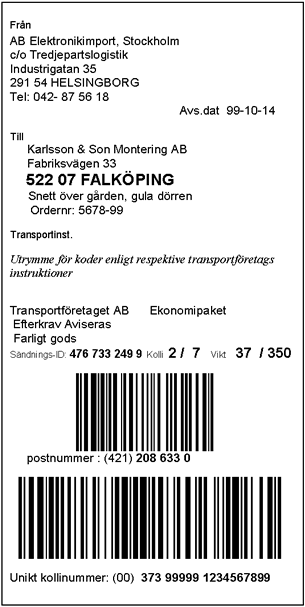 Från
AB Elektronikimport, Stockholm
c/o Tredjepartslogistik
Industrigatan 35
291 54 HELSINGBORG
Tel: 042- 87 56 18
Avs.dat 99-10-14
Till
Karlsson & Son Montering AB
Fabriksvägen 33
522 07 FALKÖPING
Snett över gården, gula dörren
Ordernr: 5678-99
Transportinst.
Utrymme för koder enligt respektive transportföretags
instruktioner
Transportföretaget AB Ekonomipaket
Efterkrav Aviseras
Farligt gods
Sändnings-ID: 476 733 249 9 Kolli 2 / 7 Vikt 37 / 350
postnummer : (421) 208 633 0
Unikt kollinummer: (00) 373 99999 1234567899